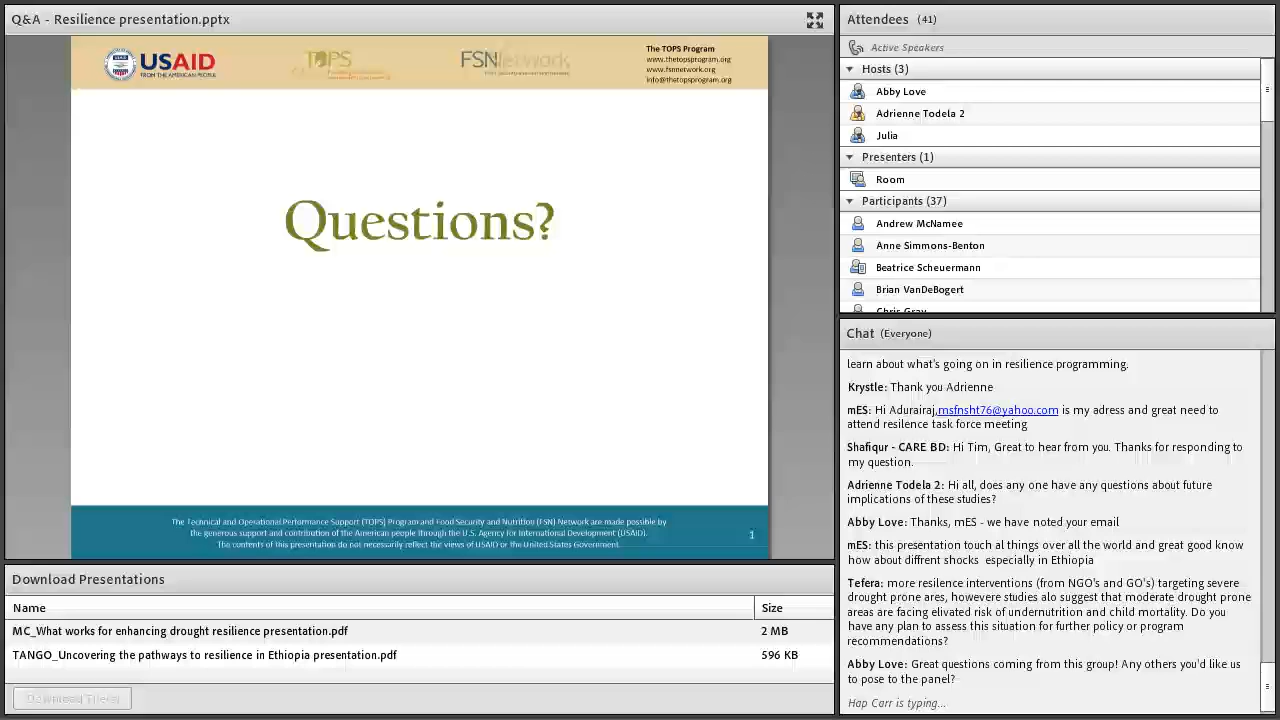 Q&A - Resilience presentation.pptx
USAID
FROM THE AMERICAN PEOPLE
TOPS
FSNetwork
The TOPS Program
www.thetopsprogram.org
www.fsnnetwork.org
info@thetopsprogram.org
Questions?
The Technical and Operational Performance Support (TOPS) Program and Food Security and Nutrition (FSN) Network are made possible by
the generous support and contribution of the American people through the U.S. Agency for International Development (USAID).
The contents of this presentation do not necessarily reflect the views of USAID or the United States Government.
1
Download Presentations
Name
Size
MC_What works for enhancing drought resilience presentation.pdf
2 MB
TANGO_Uncovering the pathways to resilience in Ethiopia presentation.pdf
596 KB
Download File(s)
Attendees (41)
Active Speakers
Hosts (3)
Abby Love
Adrienne Todela 2
Julia
Presenters (1)
Room
Participants (37)
Andrew McNamee
Anne Simmons-Benton
Beatrice Scheuermann
Brian VanDeBogert
Chris Gray
Chat (Everyone)
learn about what's going on in resilience programming.
Krystle: Thank you Adrienne
mES: Hi Adurairaj,msfnsht76@yahoo.com is my adress and great need to
attend resilence task force meeting
Shafiqur - CARE BD: Hi Tim, Great to hear from you. Thanks for responding to
my question.
Adrienne Todela 2: Hi all, does any one have any questions about future
implications of these studies?
Abby Love: Thanks, mES - we have noted your email
mES: this presentation touch al things over all the world and great good know
how about diffrent shocks especially in Ethiopia
Tefera: more resilence interventions (from NGO's and GO's) targeting severe
drought prone ares, howevere studies alo suggest that moderate drought prone
areas are facing elivated risk of undernutrition and child mortality. Do you
have any plan to assess this situation for further policy or program
recommendations?
Abby Love: Great questions coming from this group! Any others you'd like us
to pose to the panel?
Hap Carr is typing...